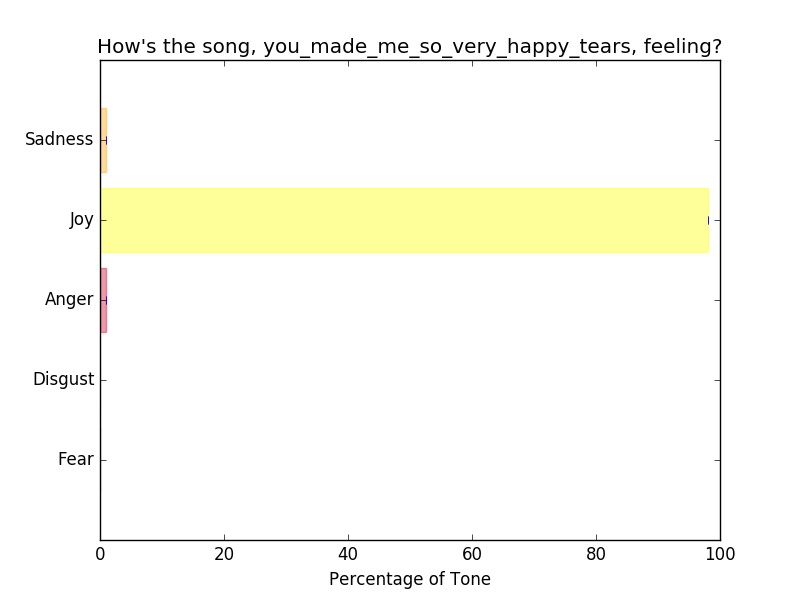 How's the song, you_made_me_so_very_happy_tears, feeling?
Sadness
Joy
Anger
Disgust
Fear
0 20 40 60 80 100
Percentage of Tone